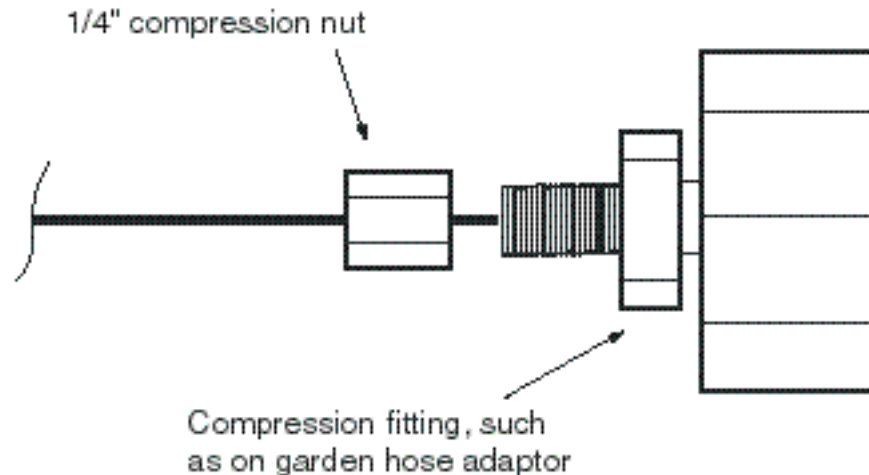 1/4" compression nut
Compression fitting, such
as on garden hose adaptor